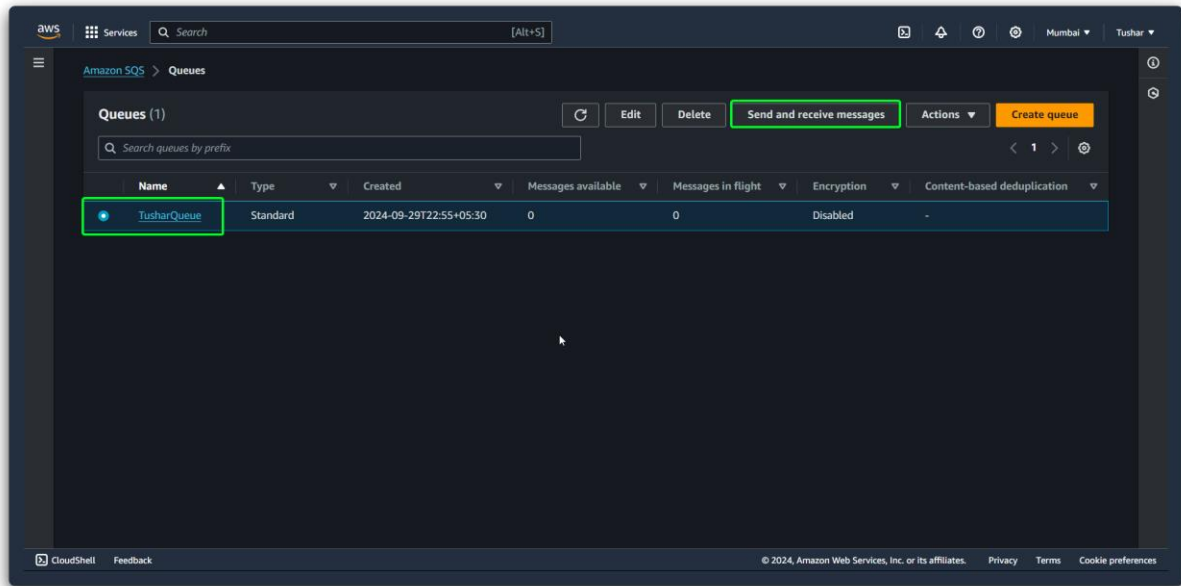 aws Services Search [Alt+S] Mumbai Tushar
Amazon SQS > Queues
Queues (1) Edit Delete Send and receive messages Actions Create queue
Search queues by prefix < 1 >
Name Type Created Messages available Messages in flight Encryption Content-based deduplication
TusharQueue Standard 2024-09-29T22:55+05:30 0 0 Disabled -
CloudShell Feedback © 2024, Amazon Web Services, Inc. or its affiliates. Privacy Terms Cookie preferences